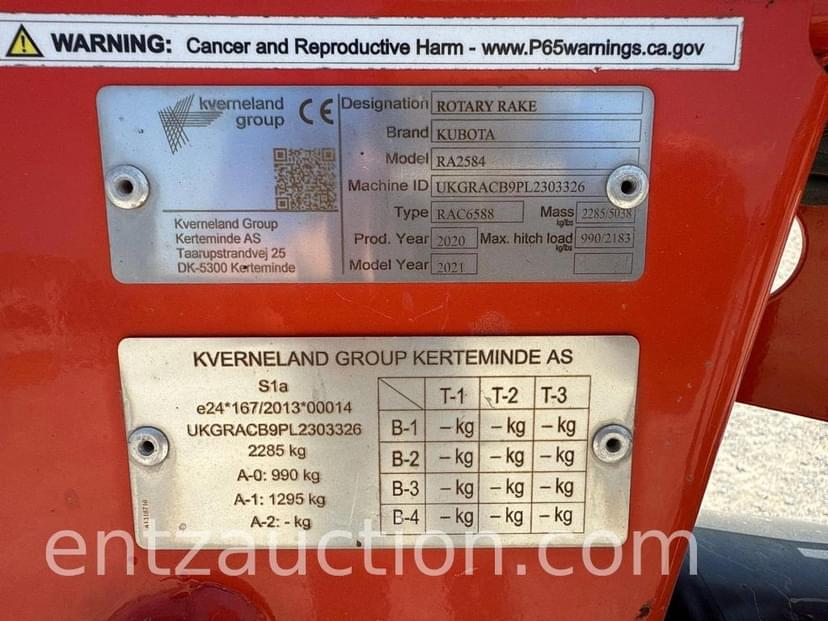 WARNING: Cancer and Reproductive Harm - www.P65warnings.ca.gov
kverneland group CE
Designation ROTARY RAKE
Brand KUBOTA
Model RA2584
Machine ID UKGRACB9PL2303326
Type RAC6588 Mass kg/lbs 2285/5038
Prod. Year 2020 Max. hitch load kg/lbs 990/2183
Model Year 2021
Kverneland Group
Kerteminde AS
Taarupstrandvej 25
DK-5300 Kerteminde
KVERNELAND GROUP KERTEMINDE AS
S1a
e24*167/2013*00014
UKGRACB9PL2303326
2285 kg
A-0: 990 kg
A-1: 1295 kg
A-2: - kg
T-1 T-2 T-3
B-1 – kg – kg – kg
B-2 – kg – kg – kg
B-3 – kg – kg – kg
B-4 – kg – kg – kg
entzauction.com